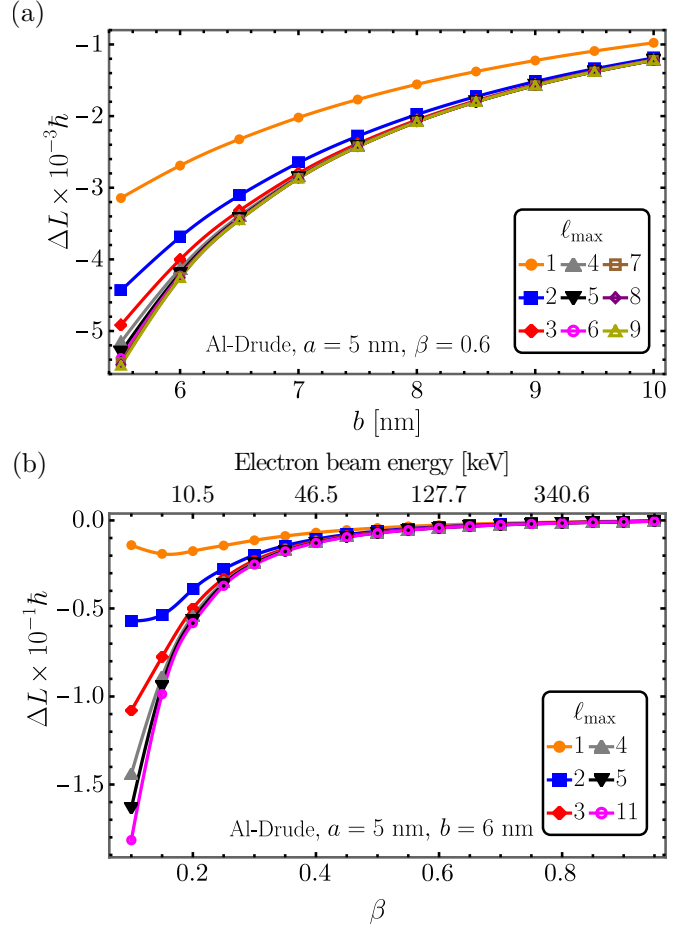 (a)
−1
−2
−3
−4
−5
ΔL × 10⁻³ℏ
ℓmax
1 4 7
2 5 8
3 6 9
Al-Drude, a = 5 nm, β = 0.6
6 7 8 9 10
b [nm]
(b)
Electron beam energy [keV]
10.5 46.5 127.7 340.6
0.0
−0.5
−1.0
−1.5
ΔL × 10⁻¹ℏ
ℓmax
1 4
2 5
3 11
Al-Drude, a = 5 nm, b = 6 nm
0.2 0.4 0.6 0.8
β